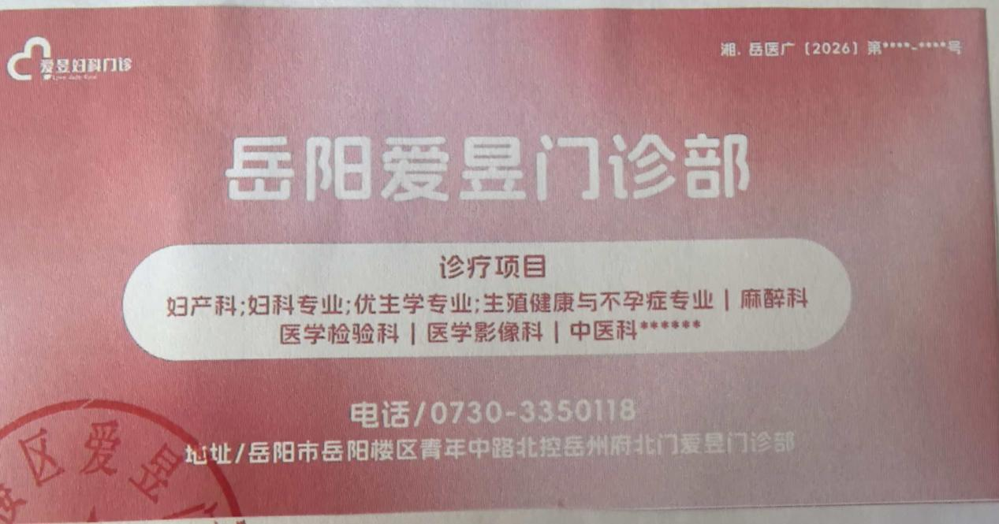 爱昱妇科门诊
湘. 岳医广〔2026〕第****-****号
岳阳爱昱门诊部
诊疗项目
妇产科;妇科专业;优生学专业;生殖健康与不孕症专业 | 麻醉科
医学检验科 | 医学影像科 | 中医科******
电话/0730-3350118
地址/岳阳市岳阳楼区青年中路北控岳州府北门爱昱门诊部
区爱昱